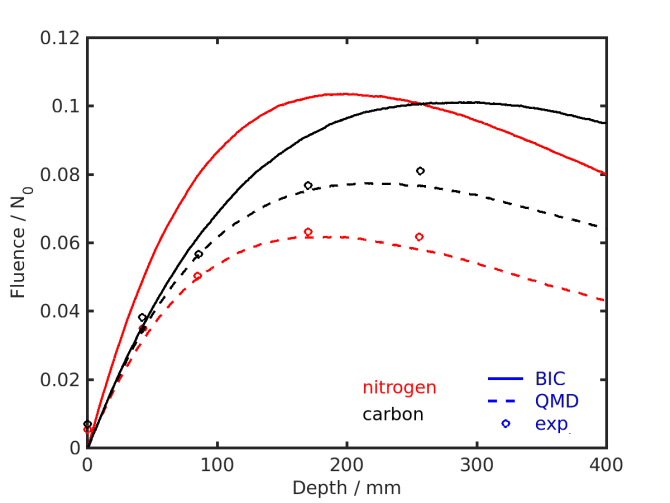 0.12
0.1
0.08
0.06
0.04
0.02
0
Fluence / N0
nitrogen
carbon
BIC
QMD
exp.
0 100 200 300 400
Depth / mm